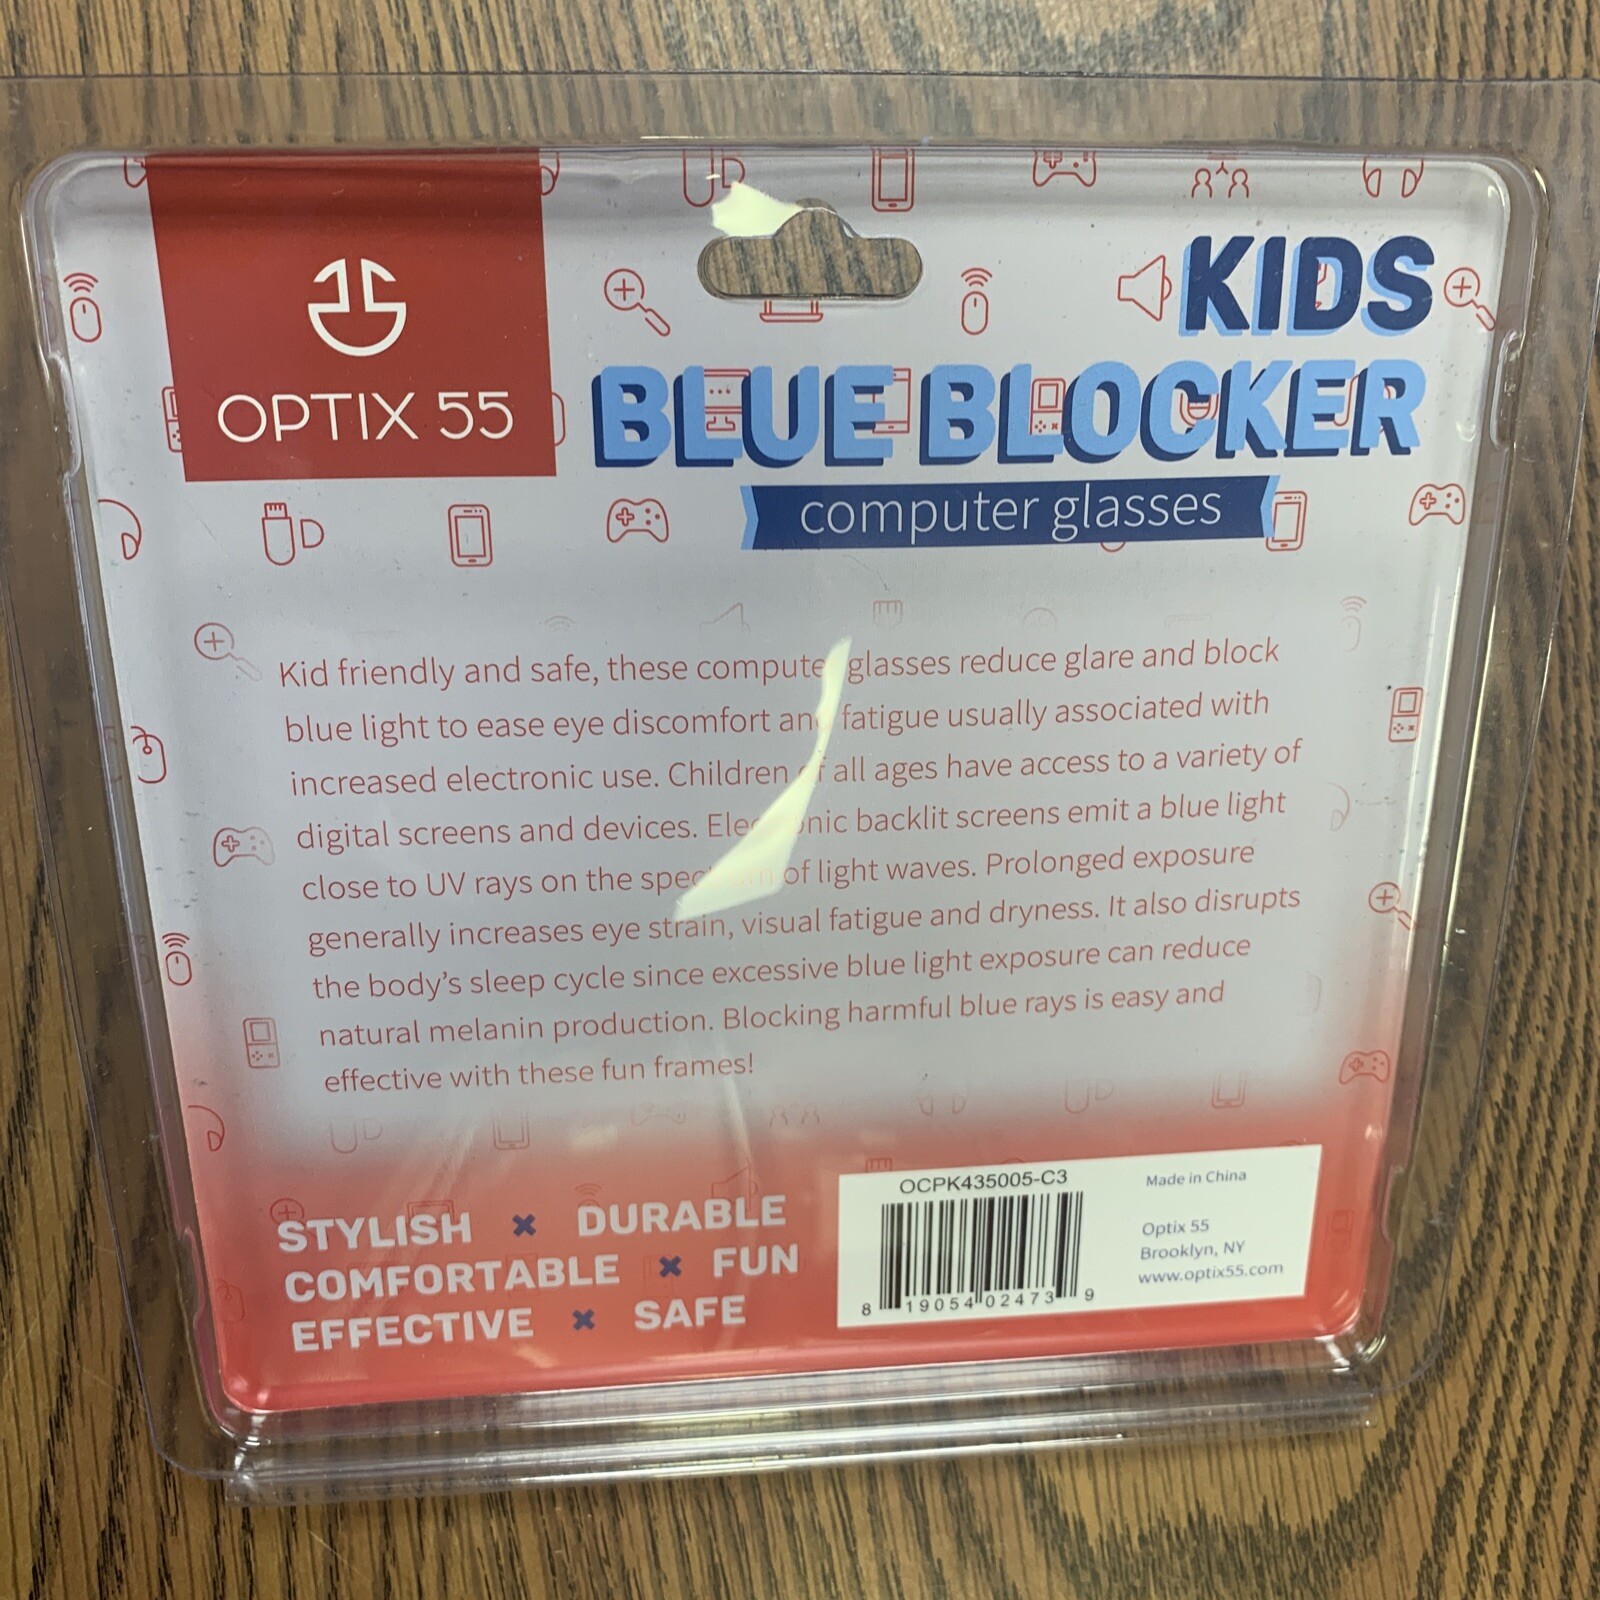 OPTIX 55
KIDS
BLUE BLOCKER
computer glasses
Kid friendly and safe, these compute glasses reduce glare and block
blue light to ease eye discomfort an fatigue usually associated with
increased electronic use. Children f all ages have access to a variety of
digital screens and devices. Elec onic backlit screens emit a blue light
close to UV rays on the spec m of light waves. Prolonged exposure
generally increases eye strain, visual fatigue and dryness. It also disrupts
the body's sleep cycle since excessive blue light exposure can reduce
natural melanin production. Blocking harmful blue rays is easy and
effective with these fun frames!
STYLISH × DURABLE
COMFORTABLE × FUN
EFFECTIVE × SAFE
OCPK435005-C3
8 19054 02473 9
Made in China
Optix 55
Brooklyn, NY
www.optix55.com